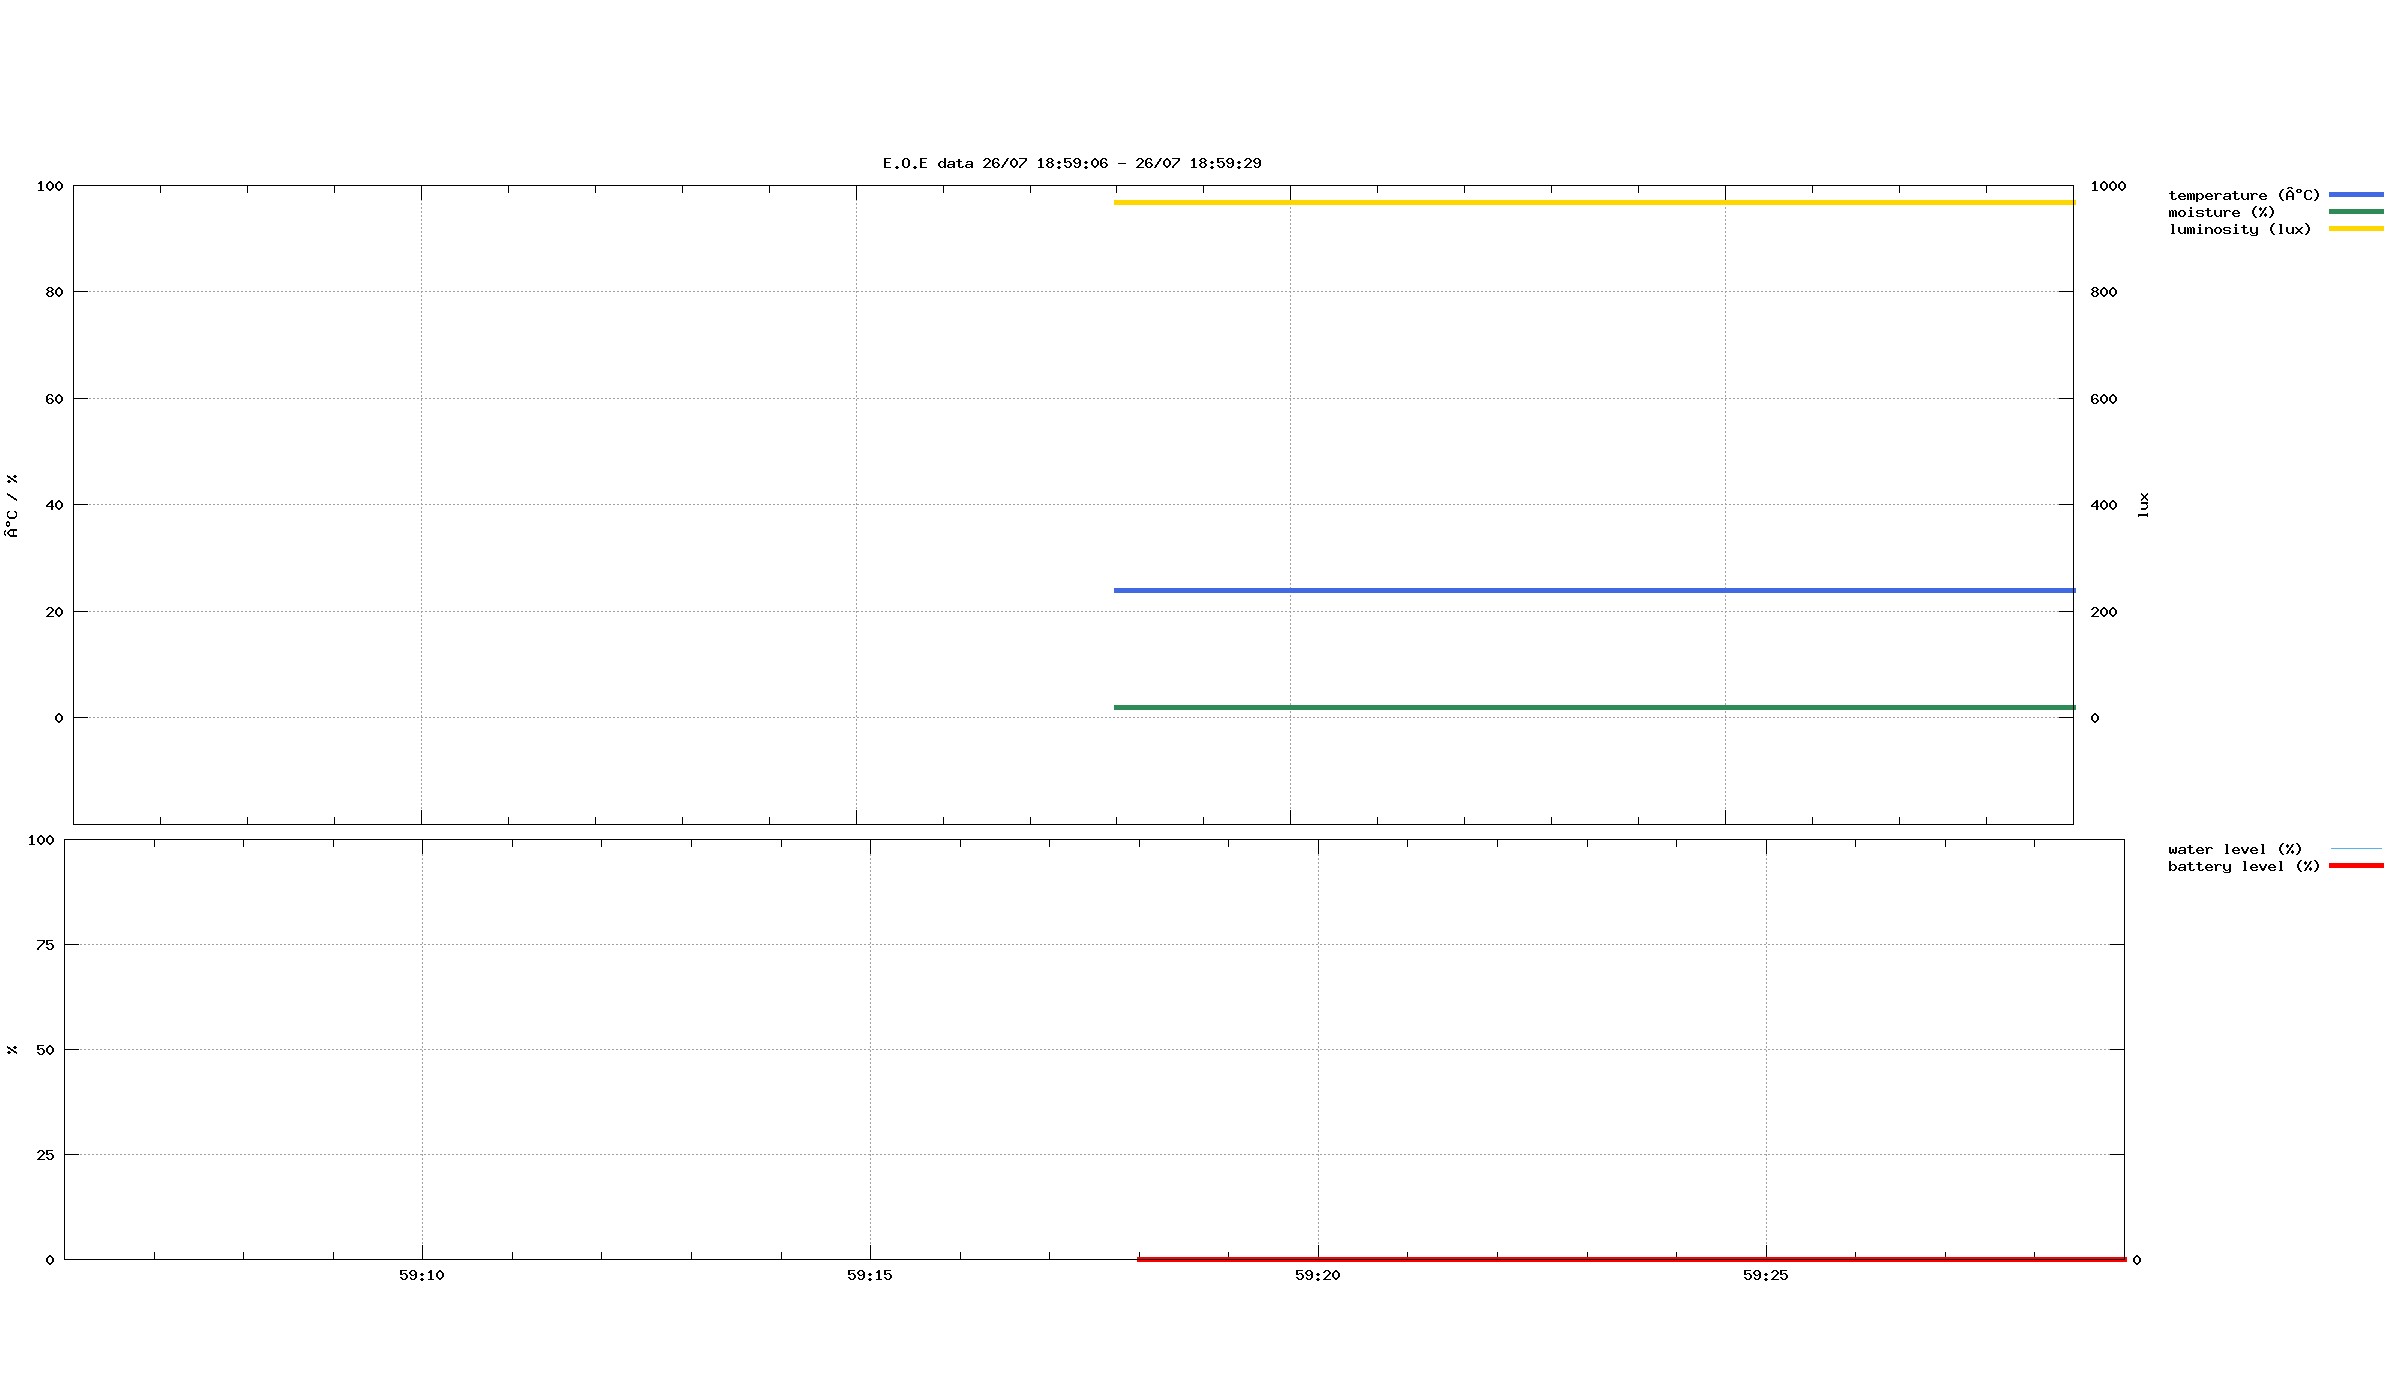 E.O.E data 26/07 18:59:06 - 26/07 18:59:29
100
80
60
40
20
0
Â°C / %
1000
800
600
400
200
0
lux
temperature (Â°C)
moisture (%)
luminosity (lux)
100
75
50
25
0
%
0
59:10
59:15
59:20
59:25
water level (%)
battery level (%)